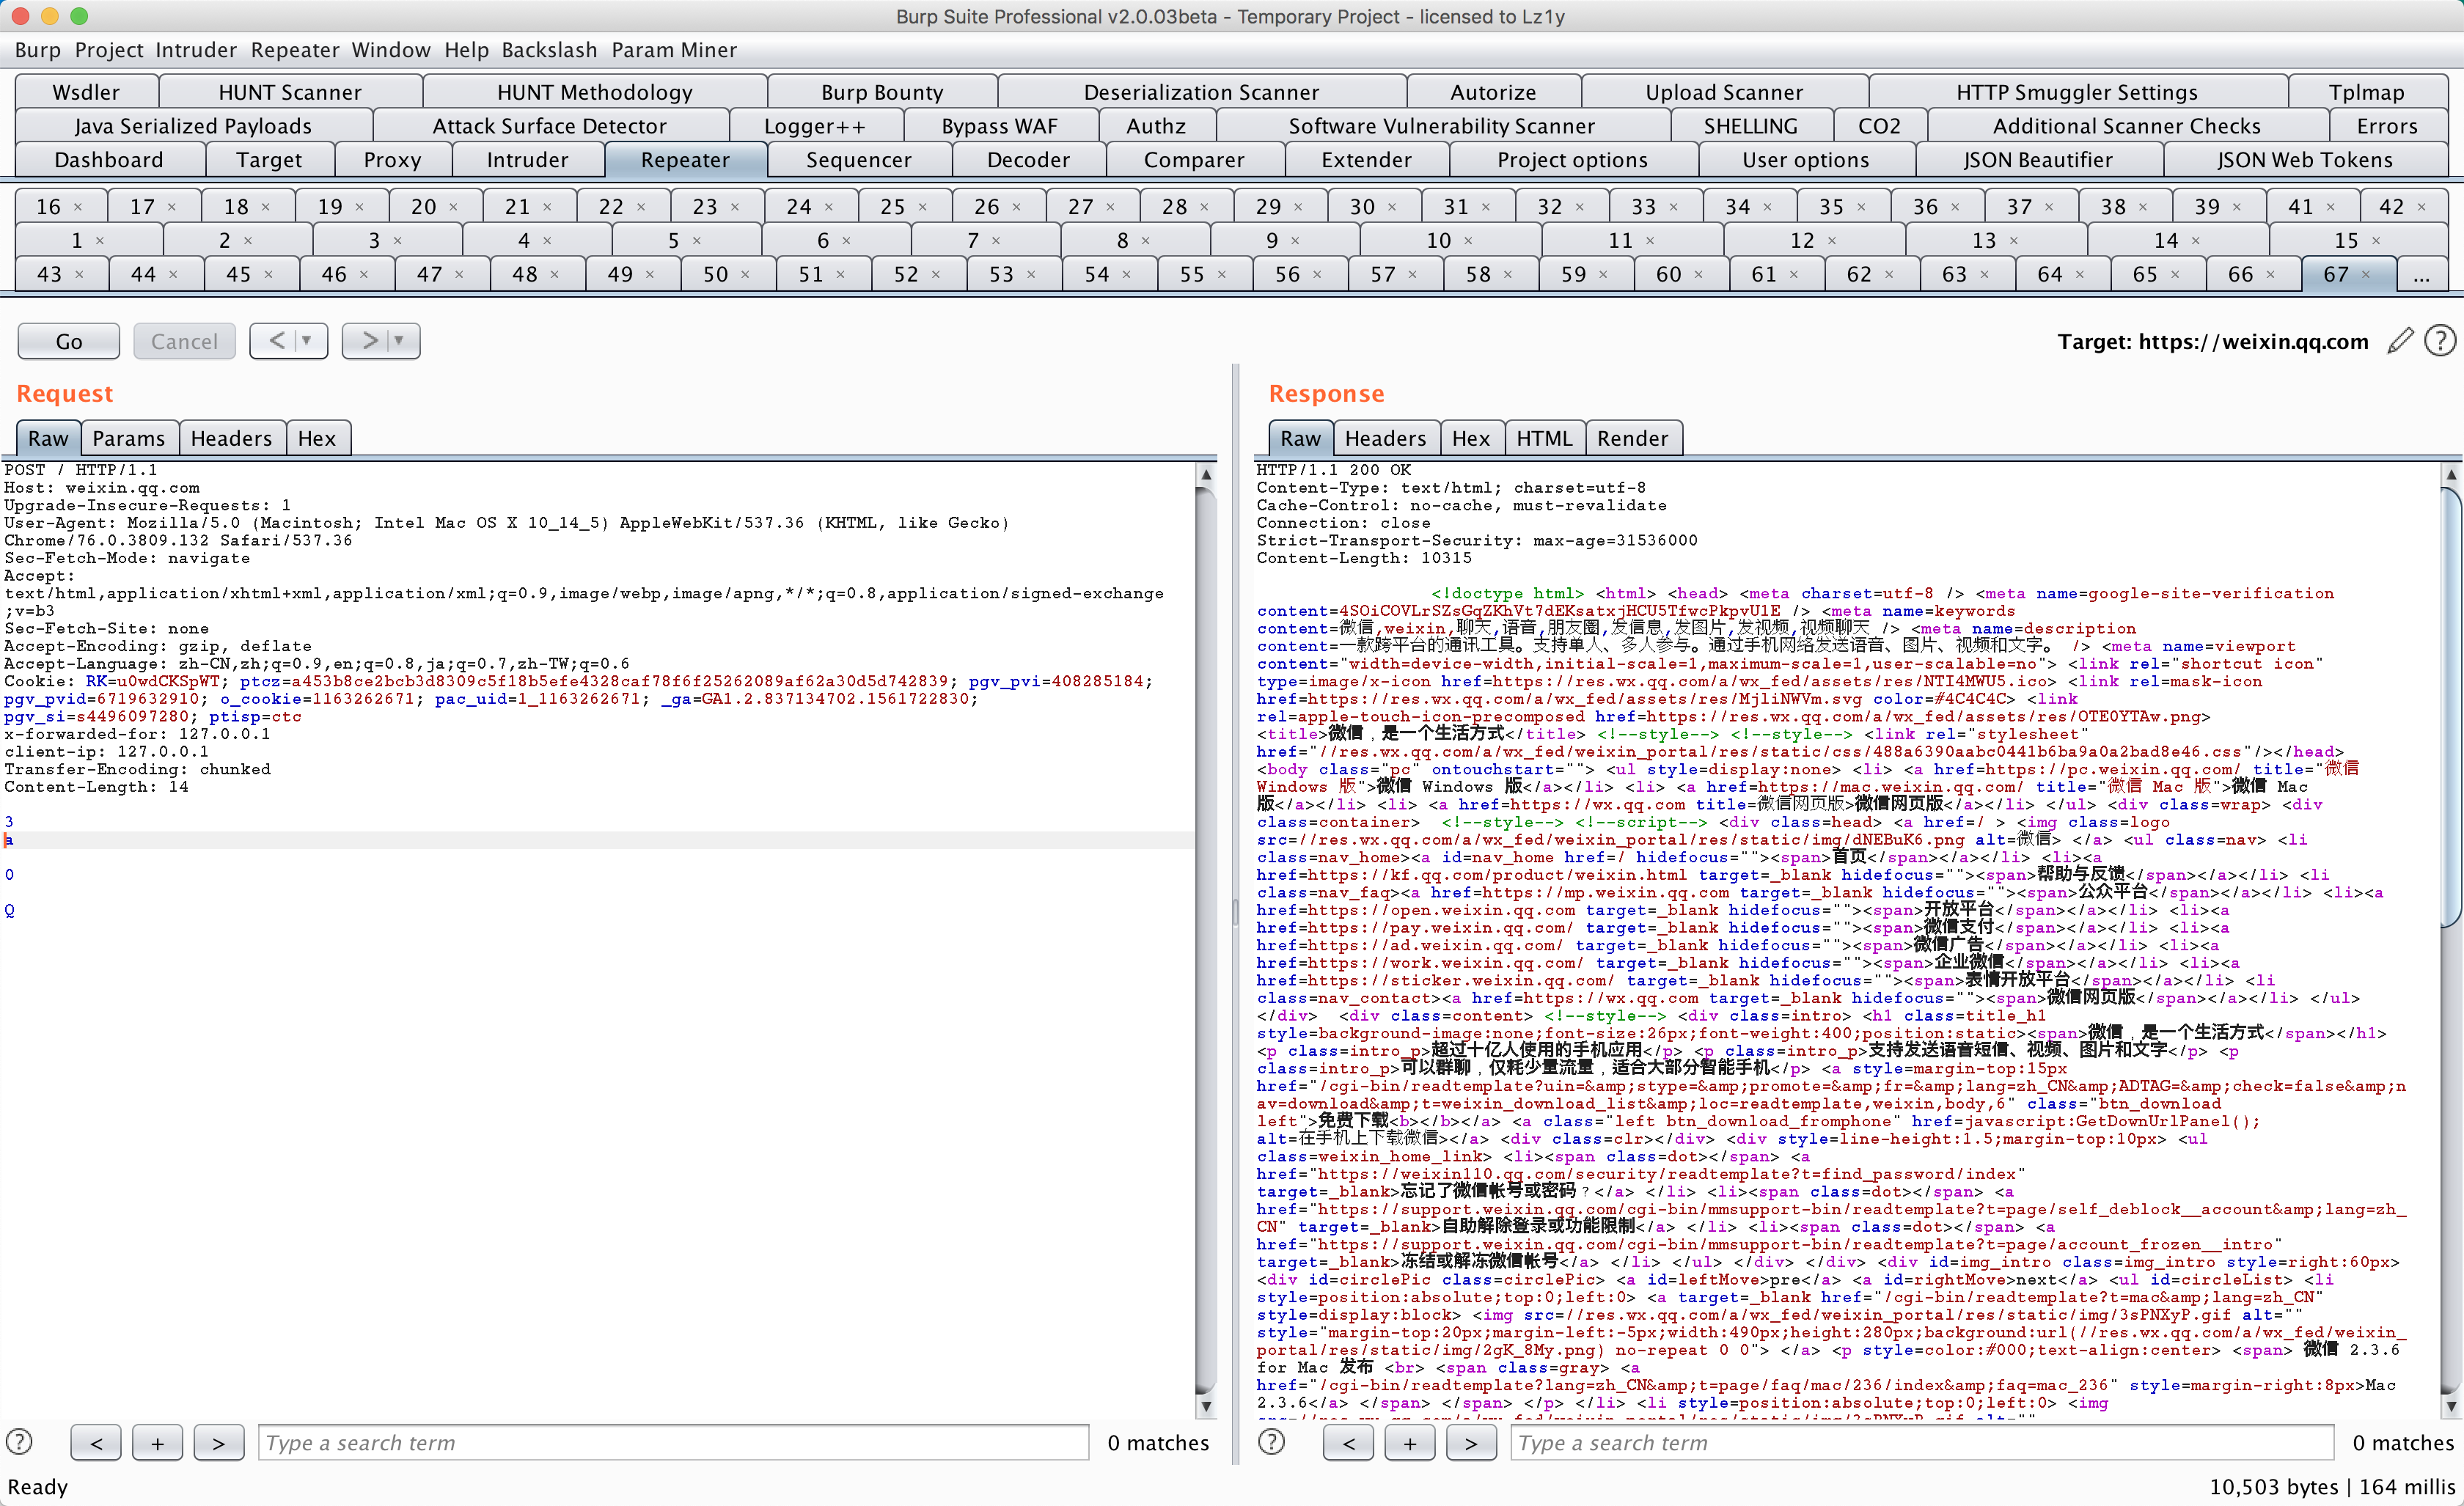 Burp Suite Professional v2.0.03beta - Temporary Project - licensed to Lz1y
Burp Project Intruder Repeater Window Help Backslash Param Miner
Wsdler HUNT Scanner HUNT Methodology Burp Bounty Deserialization Scanner Autorize Upload Scanner HTTP Smuggler Settings Tplmap
Java Serialized Payloads Attack Surface Detector Logger++ Bypass WAF Authz Software Vulnerability Scanner SHELLING CO2 Additional Scanner Checks Errors
Dashboard Target Proxy Intruder Repeater Sequencer Decoder Comparer Extender Project options User options JSON Beautifier JSON Web Tokens
16 × 17 × 18 × 19 × 20 × 21 × 22 × 23 × 24 × 25 × 26 × 27 × 28 × 29 × 30 × 31 × 32 × 33 × 34 × 35 × 36 × 37 × 38 × 39 × 41 × 42 ×
1 × 2 × 3 × 4 × 5 × 6 × 7 × 8 × 9 × 10 × 11 × 12 × 13 × 14 × 15 ×
43 × 44 × 45 × 46 × 47 × 48 × 49 × 50 × 51 × 52 × 53 × 54 × 55 × 56 × 57 × 58 × 59 × 60 × 61 × 62 × 63 × 64 × 65 × 66 × 67 × ...
Go Cancel < > Target: https://weixin.qq.com
Request
Raw Params Headers Hex
POST / HTTP/1.1
Host: weixin.qq.com
Upgrade-Insecure-Requests: 1
User-Agent: Mozilla/5.0 (Macintosh; Intel Mac OS X 10_14_5) AppleWebKit/537.36 (KHTML, like Gecko)
Chrome/76.0.3809.132 Safari/537.36
Sec-Fetch-Mode: navigate
Accept:
text/html,application/xhtml+xml,application/xml;q=0.9,image/webp,image/apng,*/*;q=0.8,application/signed-exchange
;v=b3
Sec-Fetch-Site: none
Accept-Encoding: gzip, deflate
Accept-Language: zh-CN,zh;q=0.9,en;q=0.8,ja;q=0.7,zh-TW;q=0.6
Cookie: RK=u0wdCKSpWT; ptcz=a453b8ce2bcb3d8309c5f18b5efe4328caf78f6f25262089af62a30d5d742839; pgv_pvi=408285184;
pgv_pvid=6719632910; o_cookie=1163262671; pac_uid=1_1163262671; _ga=GA1.2.837134702.1561722830;
pgv_si=s4496097280; ptisp=ctc
x-forwarded-for: 127.0.0.1
client-ip: 127.0.0.1
Transfer-Encoding: chunked
Content-Length: 14
3
a
0
Q
Response
Raw Headers Hex HTML Render
HTTP/1.1 200 OK
Content-Type: text/html; charset=utf-8
Cache-Control: no-cache, must-revalidate
Connection: close
Strict-Transport-Security: max-age=31536000
Content-Length: 10315
<!doctype html> <html> <head> <meta charset=utf-8 /> <meta name=google-site-verification
content=4SOiCOVLrSZsGqZKhVt7dEKsatxjHCU5TfwcPkpvU1E /> <meta name=keywords
content=微信,weixin,聊天,语音,朋友圈,发信息,发图片,发视频,视频聊天 /> <meta name=description
content=一款跨平台的通讯工具。支持单人、多人参与。通过手机网络发送语音、图片、视频和文字。 /> <meta name=viewport
content="width=device-width,initial-scale=1,maximum-scale=1,user-scalable=no"> <link rel="shortcut icon"
type=image/x-icon href=https://res.wx.qq.com/a/wx_fed/assets/res/NTI4MWU5.ico> <link rel=mask-icon
href=https://res.wx.qq.com/a/wx_fed/assets/res/MjliNWVm.svg color=#4C4C4C> <link
rel=apple-touch-icon-precomposed href=https://res.wx.qq.com/a/wx_fed/assets/res/OTE0YTAw.png>
<title>微信，是一个生活方式</title> <!--style--> <!--style--> <link rel="stylesheet"
href="//res.wx.qq.com/a/wx_fed/weixin_portal/res/static/css/488a6390aabc0441b6ba9a0a2bad8e46.css"/></head>
<body class="pc" ontouchstart=""> <ul style=display:none> <li> <a href=https://pc.weixin.qq.com/ title="微信
Windows 版">微信 Windows 版</a></li> <li> <a href=https://mac.weixin.qq.com/ title="微信 Mac 版">微信 Mac
版</a></li> <li> <a href=https://wx.qq.com title=微信网页版>微信网页版</a></li> </ul> <div class=wrap> <div
class=container> <!--style--> <!--script--> <div class=head> <a href=/ > <img class=logo
src=//res.wx.qq.com/a/wx_fed/weixin_portal/res/static/img/dNEBuK6.png alt=微信> </a> <ul class=nav> <li
class=nav_home><a id=nav_home href=/ hidefocus=""><span>首页</span></a></li> <li><a
href=https://kf.qq.com/product/weixin.html target=_blank hidefocus=""><span>帮助与反馈</span></a></li> <li
class=nav_faq><a href=https://mp.weixin.qq.com target=_blank hidefocus=""><span>公众平台</span></a></li> <li><a
href=https://open.weixin.qq.com target=_blank hidefocus=""><span>开放平台</span></a></li> <li><a
href=https://pay.weixin.qq.com/ target=_blank hidefocus=""><span>微信支付</span></a></li> <li><a
href=https://ad.weixin.qq.com/ target=_blank hidefocus=""><span>微信广告</span></a></li> <li><a
href=https://work.weixin.qq.com/ target=_blank hidefocus=""><span>企业微信</span></a></li> <li><a
href=https://sticker.weixin.qq.com/ target=_blank hidefocus=""><span>表情开放平台</span></a></li> <li
class=nav_contact><a href=https://wx.qq.com target=_blank hidefocus=""><span>微信网页版</span></a></li> </ul>
</div> <div class=content> <!--style--> <div class=intro> <h1 class=title_h1
style=background-image:none;font-size:26px;font-weight:400;position:static><span>微信，是一个生活方式</span></h1>
<p class=intro_p>超过十亿人使用的手机应用</p> <p class=intro_p>支持发送语音短信、视频、图片和文字</p> <p
class=intro_p>可以群聊，仅耗少量流量，适合大部分智能手机</p> <a style=margin-top:15px
href="/cgi-bin/readtemplate?uin=&amp;stype=&amp;promote=&amp;fr=&amp;lang=zh_CN&amp;ADTAG=&amp;check=false&amp;n
av=download&amp;t=weixin_download_list&amp;loc=readtemplate,weixin,body,6" class="btn_download
left">免费下载<b></b></a> <a class="left btn_download_fromphone" href=javascript:GetDownUrlPanel();
alt=在手机上下载微信></a> <div class=clr></div> <div style=line-height:1.5;margin-top:10px> <ul
class=weixin_home_link> <li><span class=dot></span> <a
href="https://weixin110.qq.com/security/readtemplate?t=find_password/index"
target=_blank>忘记了微信帐号或密码？</a> </li> <li><span class=dot></span> <a
href="https://support.weixin.qq.com/cgi-bin/mmsupport-bin/readtemplate?t=page/self_deblock__account&amp;lang=zh_
CN" target=_blank>自助解除登录或功能限制</a> </li> <li><span class=dot></span> <a
href="https://support.weixin.qq.com/cgi-bin/mmsupport-bin/readtemplate?t=page/account_frozen__intro"
target=_blank>冻结或解冻微信帐号</a> </li> </ul> </div> </div> <div id=img_intro class=img_intro style=right:60px>
<div id=circlePic class=circlePic> <a id=leftMove>pre</a> <a id=rightMove>next</a> <ul id=circleList> <li
style=position:absolute;top:0;left:0> <a target=_blank href="/cgi-bin/readtemplate?t=mac&amp;lang=zh_CN"
style=display:block> <img src=//res.wx.qq.com/a/wx_fed/weixin_portal/res/static/img/3sPNXyP.gif alt=""
style="margin-top:20px;margin-left:-5px;width:490px;height:280px;background:url(//res.wx.qq.com/a/wx_fed/weixin_
portal/res/static/img/2gK_8My.png) no-repeat 0 0"> </a> <p style=color:#000;text-align:center> <span> 微信 2.3.6
for Mac 发布 <br> <span class=gray> <a
href="/cgi-bin/readtemplate?lang=zh_CN&amp;t=page/faq/mac/236/index&amp;faq=mac_236" style=margin-right:8px>Mac
2.3.6</a> </span> </span> </p> </li> <li style=position:absolute;top:0;left:0> <img
? < + > Type a search term 0 matches
? < + > Type a search term 0 matches
Ready 10,503 bytes | 164 millis